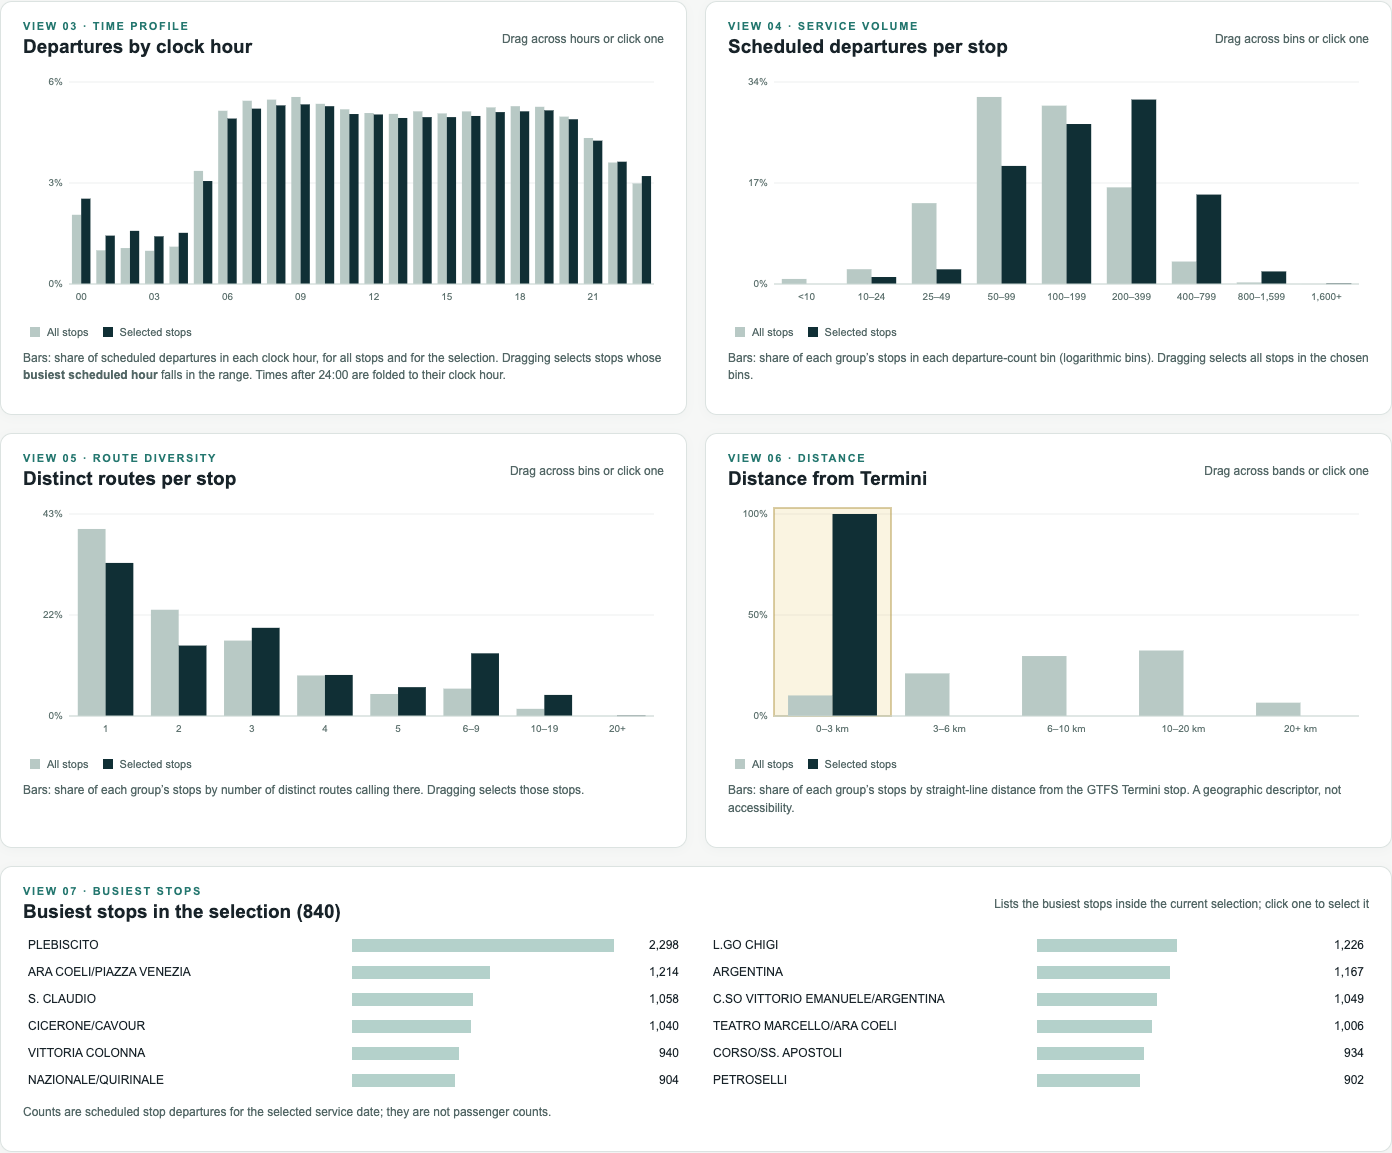 VIEW 03 · TIME PROFILE
Departures by clock hour
Drag across hours or click one
6%
3%
0%
00 03 06 09 12 15 18 21
All stops Selected stops
Bars: share of scheduled departures in each clock hour, for all stops and for the selection. Dragging selects stops whose
busiest scheduled hour falls in the range. Times after 24:00 are folded to their clock hour.
VIEW 04 · SERVICE VOLUME
Scheduled departures per stop
Drag across bins or click one
34%
17%
0%
<10 10–24 25–49 50–99 100–199 200–399 400–799 800–1,599 1,600+
All stops Selected stops
Bars: share of each group's stops in each departure-count bin (logarithmic bins). Dragging selects all stops in the chosen
bins.
VIEW 05 · ROUTE DIVERSITY
Distinct routes per stop
Drag across bins or click one
43%
22%
0%
1 2 3 4 5 6–9 10–19 20+
All stops Selected stops
Bars: share of each group's stops by number of distinct routes calling there. Dragging selects those stops.
VIEW 06 · DISTANCE
Distance from Termini
Drag across bands or click one
100%
50%
0%
0–3 km 3–6 km 6–10 km 10–20 km 20+ km
All stops Selected stops
Bars: share of each group's stops by straight-line distance from the GTFS Termini stop. A geographic descriptor, not
accessibility.
VIEW 07 · BUSIEST STOPS
Busiest stops in the selection (840)
Lists the busiest stops inside the current selection; click one to select it
PLEBISCITO 2,298
L.GO CHIGI 1,226
ARA COELI/PIAZZA VENEZIA 1,214
ARGENTINA 1,167
S. CLAUDIO 1,058
C.SO VITTORIO EMANUELE/ARGENTINA 1,049
CICERONE/CAVOUR 1,040
TEATRO MARCELLO/ARA COELI 1,006
VITTORIA COLONNA 940
CORSO/SS. APOSTOLI 934
NAZIONALE/QUIRINALE 904
PETROSELLI 902
Counts are scheduled stop departures for the selected service date; they are not passenger counts.